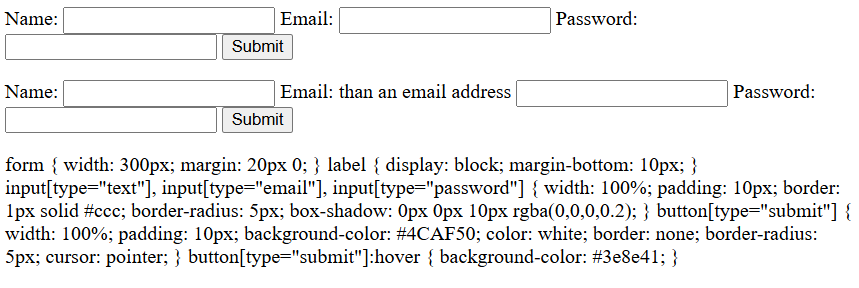 Name: Email: Password:
Submit
Name: Email: than an email address Password:
Submit
form { width: 300px; margin: 20px 0; } label { display: block; margin-bottom: 10px; }
input[type="text"], input[type="email"], input[type="password"] { width: 100%; padding: 10px; border:
1px solid #ccc; border-radius: 5px; box-shadow: 0px 0px 10px rgba(0,0,0,0.2); } button[type="submit"] {
width: 100%; padding: 10px; background-color: #4CAF50; color: white; border: none; border-radius:
5px; cursor: pointer; } button[type="submit"]:hover { background-color: #3e8e41; }